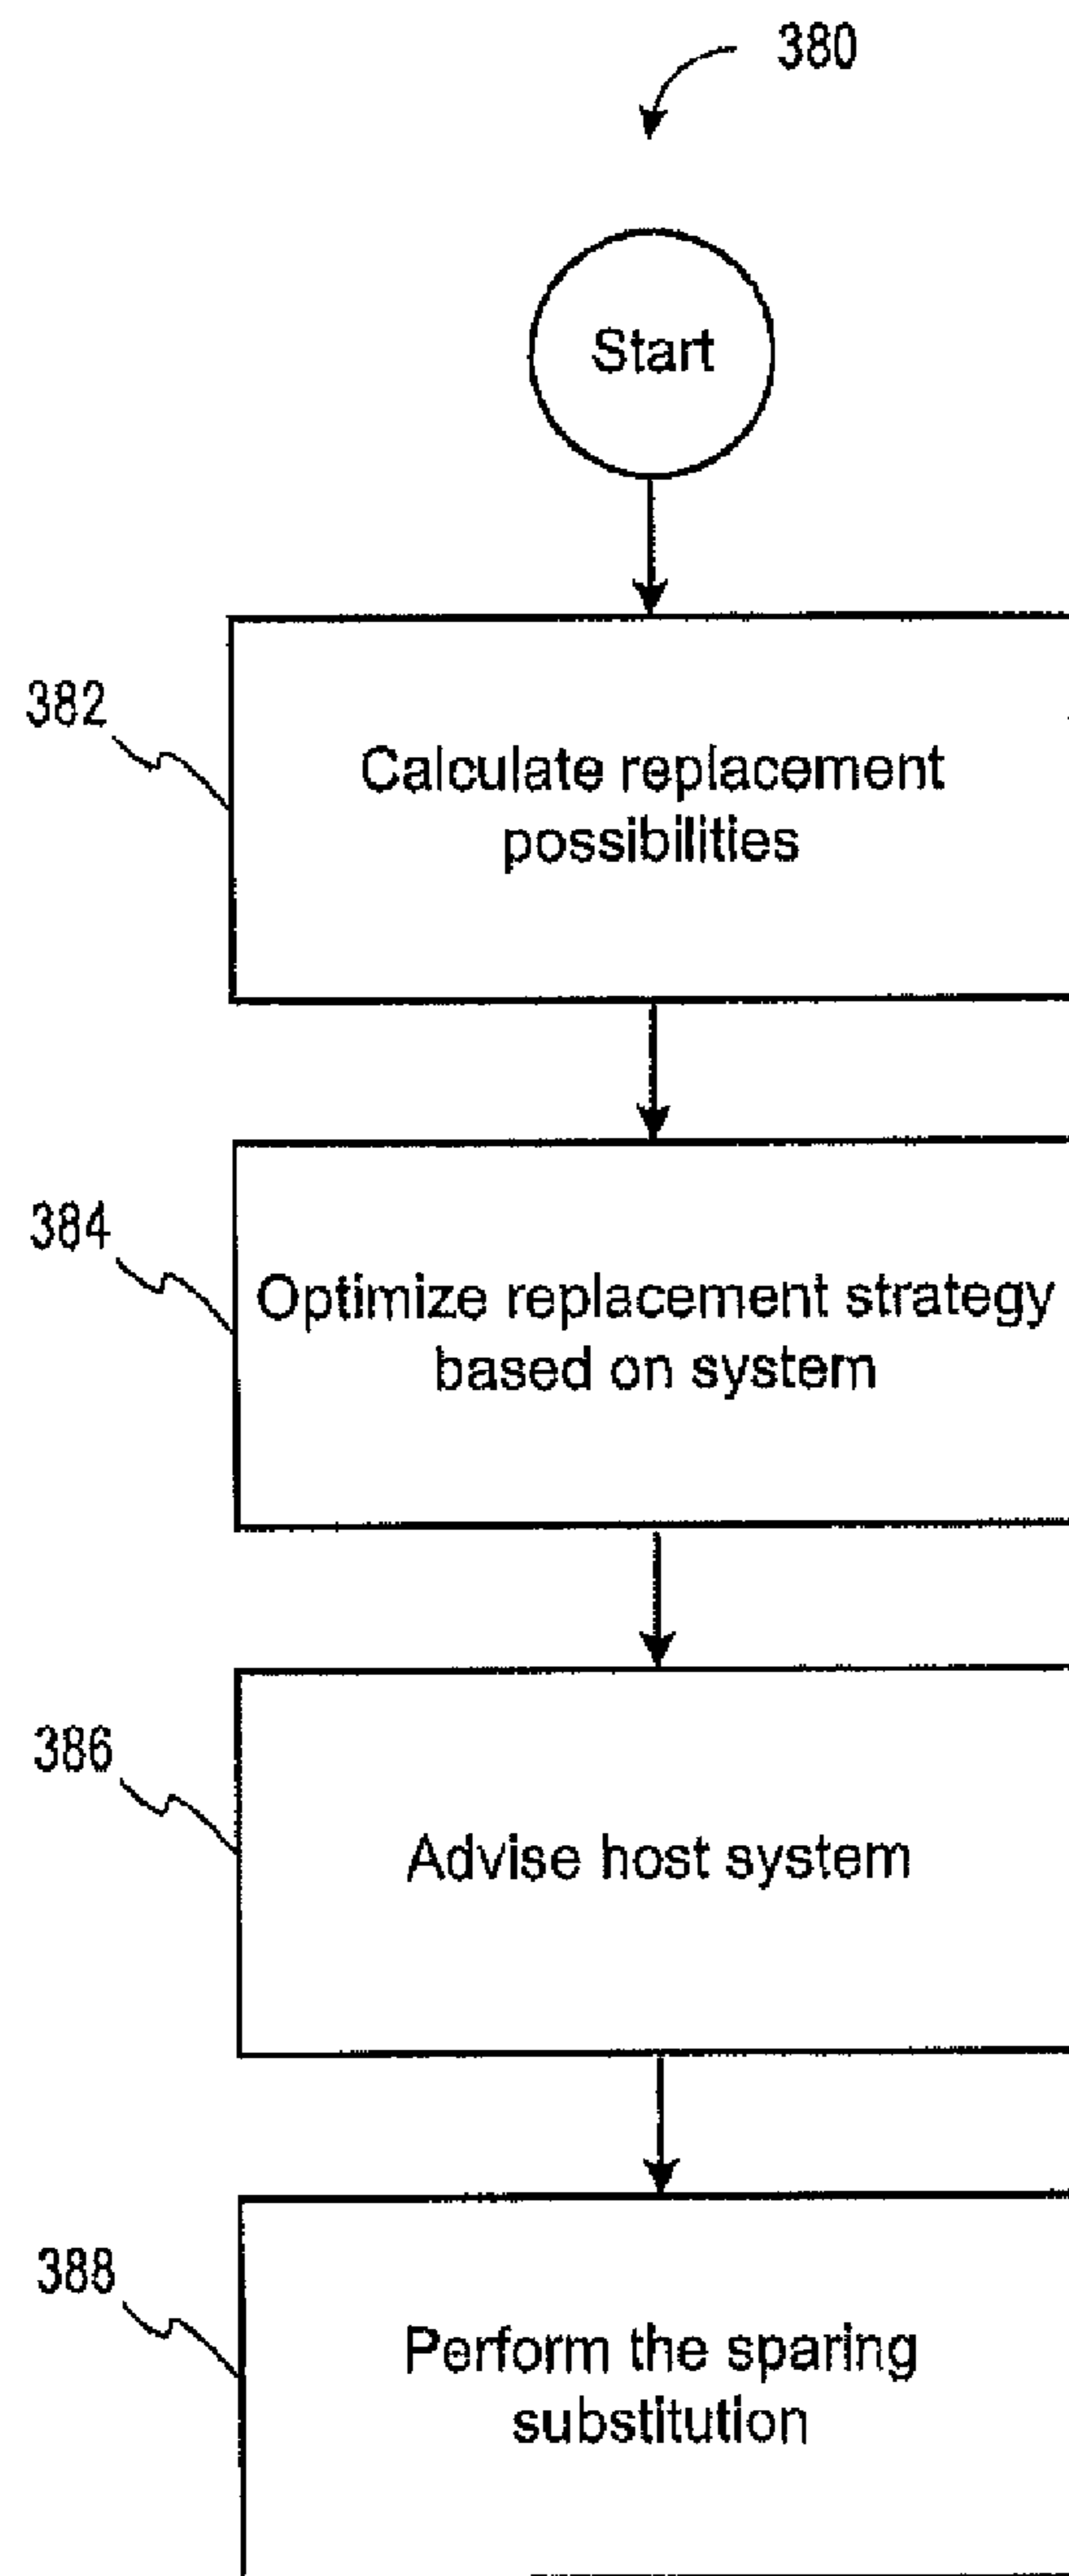 380
Start
382
Calculate replacement
possibilities
384
Optimize replacement strategy
based on system
386
Advise host system
388
Perform the sparing
substitution